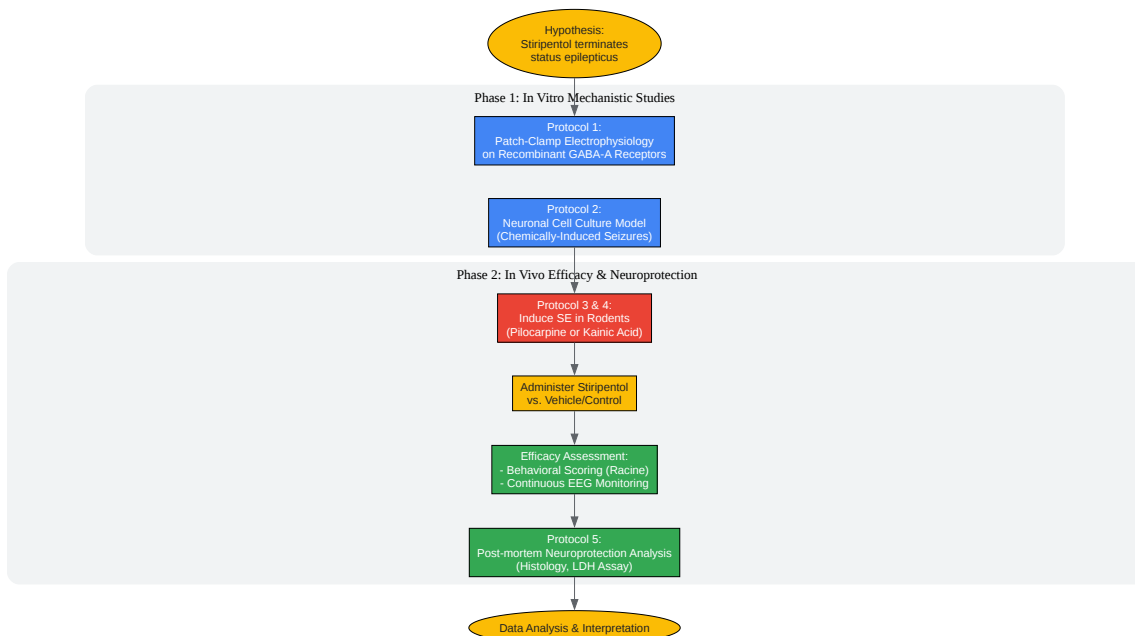 Hypothesis:
Stiripentol terminates
status epilepticus
Phase 1: In Vitro Mechanistic Studies
Protocol 1:
Patch-Clamp Electrophysiology
on Recombinant GABA-A Receptors
Protocol 2:
Neuronal Cell Culture Model
(Chemically-Induced Seizures)
Phase 2: In Vivo Efficacy & Neuroprotection
Protocol 3 & 4:
Induce SE in Rodents
(Pilocarpine or Kainic Acid)
Administer Stiripentol
vs. Vehicle/Control
Efficacy Assessment:
- Behavioral Scoring (Racine)
- Continuous EEG Monitoring
Protocol 5:
Post-mortem Neuroprotection Analysis
(Histology, LDH Assay)
Data Analysis & Interpretation